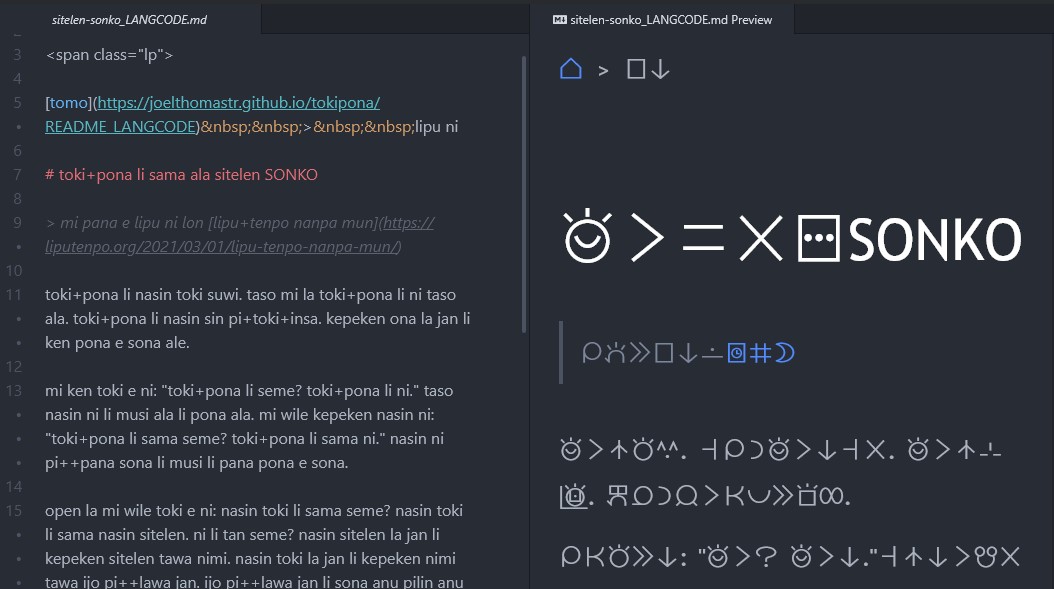 sitelen-sonko_LANGCODE.md
3 <span class="lp">
4
5 [tomo](https://joelthomastr.github.io/tokipona/
README_LANGCODE)&nbsp;&nbsp;>&nbsp;&nbsp;lipu ni
6
7 # toki+pona li sama ala sitelen SONKO
8
9 > mi pana e lipu ni lon [lipu+tenpo nanpa mun](https://
liputenpo.org/2021/03/01/lipu-tenpo-nanpa-mun/)
10
11 toki+pona li nasin toki suwi. taso mi la toki+pona li ni taso
ala. toki+pona li nasin sin pi+toki+insa. kepeken ona la jan li
ken pona e sona ale.
12
13 mi ken toki e ni: "toki+pona li seme? toki+pona li ni." taso
nasin ni li musi ala li pona ala. mi wile kepeken nasin ni:
"toki+pona li sama seme? toki+pona li sama ni." nasin ni
pi++pana sona li musi li pana pona e sona.
14
15 open la mi wile toki e ni: nasin toki li sama seme? nasin toki
li sama nasin sitelen. ni li tan seme? nasin sitelen la jan li
kepeken sitelen tawa nimi. nasin toki la jan li kepeken nimi
tawa ijo pi++lawa jan. ijo pi++lawa jan li sona anu pilin anu
sitelen-sonko_LANGCODE.md Preview
>
SONKO